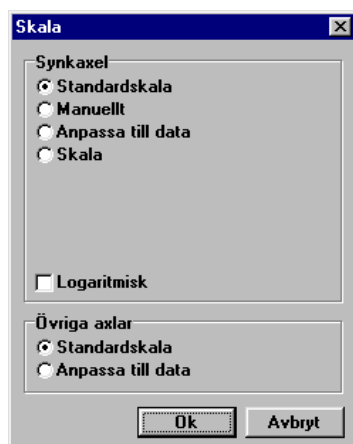 Skala
Synkaxel
Standardskala
Manuellt
Anpassa till data
Skala
Logaritmisk
Övriga axlar
Standardskala
Anpassa till data
Ok
Avbryt